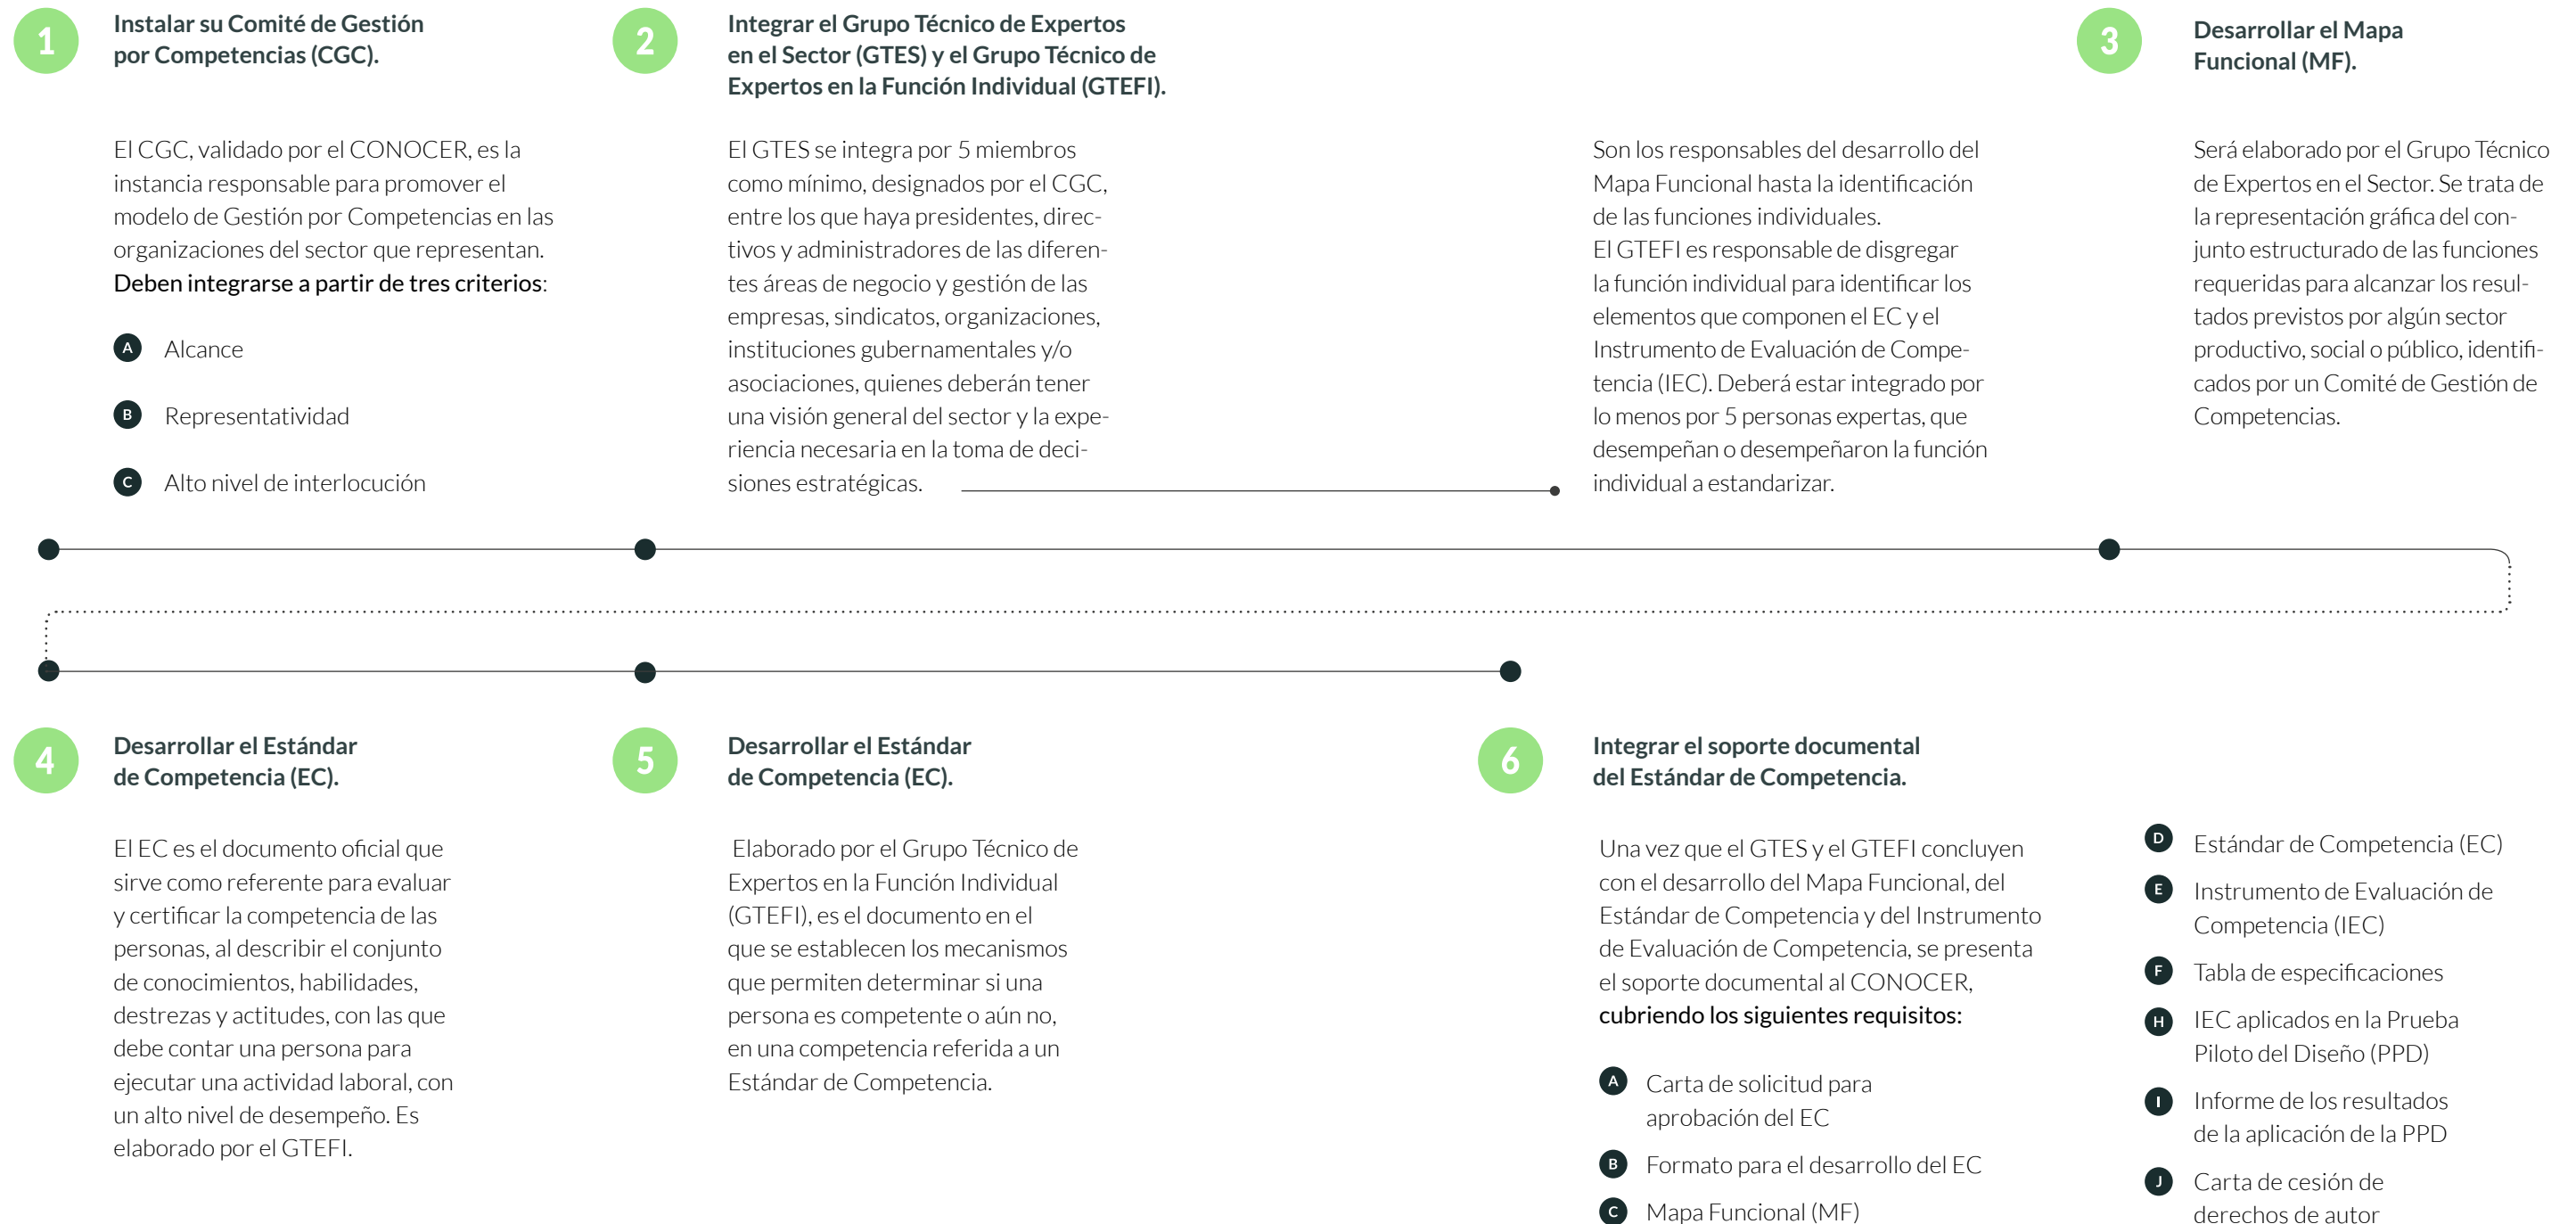 1
Instalar su Comité de Gestión
por Competencias (CGC).
El CGC, validado por el CONOCER, es la
instancia responsable para promover el
modelo de Gestión por Competencias en las
organizaciones del sector que representan.
Deben integrarse a partir de tres criterios:
A Alcance
B Representatividad
C Alto nivel de interlocución
2
Integrar el Grupo Técnico de Expertos
en el Sector (GTES) y el Grupo Técnico de
Expertos en la Función Individual (GTEFI).
El GTES se integra por 5 miembros
como mínimo, designados por el CGC,
entre los que haya presidentes, direc-
tivos y administradores de las diferen-
tes áreas de negocio y gestión de las
empresas, sindicatos, organizaciones,
instituciones gubernamentales y/o
asociaciones, quienes deberán tener
una visión general del sector y la expe-
riencia necesaria en la toma de deci-
siones estratégicas.
Son los responsables del desarrollo del
Mapa Funcional hasta la identificación
de las funciones individuales.
El GTEFI es responsable de disgregar
la función individual para identificar los
elementos que componen el EC y el
Instrumento de Evaluación de Compe-
tencia (IEC). Deberá estar integrado por
lo menos por 5 personas expertas, que
desempeñan o desempeñaron la función
individual a estandarizar.
3
Desarrollar el Mapa
Funcional (MF).
Será elaborado por el Grupo Técnico
de Expertos en el Sector. Se trata de
la representación gráfica del con-
junto estructurado de las funciones
requeridas para alcanzar los resul-
tados previstos por algún sector
productivo, social o público, identifi-
cados por un Comité de Gestión de
Competencias.
4
Desarrollar el Estándar
de Competencia (EC).
El EC es el documento oficial que
sirve como referente para evaluar
y certificar la competencia de las
personas, al describir el conjunto
de conocimientos, habilidades,
destrezas y actitudes, con las que
debe contar una persona para
ejecutar una actividad laboral, con
un alto nivel de desempeño. Es
elaborado por el GTEFI.
5
Desarrollar el Estándar
de Competencia (EC).
Elaborado por el Grupo Técnico de
Expertos en la Función Individual
(GTEFI), es el documento en el
que se establecen los mecanismos
que permiten determinar si una
persona es competente o aún no,
en una competencia referida a un
Estándar de Competencia.
6
Integrar el soporte documental
del Estándar de Competencia.
Una vez que el GTES y el GTEFI concluyen
con el desarrollo del Mapa Funcional, del
Estándar de Competencia y del Instrumento
de Evaluación de Competencia, se presenta
el soporte documental al CONOCER,
cubriendo los siguientes requisitos:
A Carta de solicitud para
aprobación del EC
B Formato para el desarrollo del EC
C Mapa Funcional (MF)
D Estándar de Competencia (EC)
E Instrumento de Evaluación de
Competencia (IEC)
F Tabla de especificaciones
H IEC aplicados en la Prueba
Piloto del Diseño (PPD)
I Informe de los resultados
de la aplicación de la PPD
J Carta de cesión de
derechos de autor